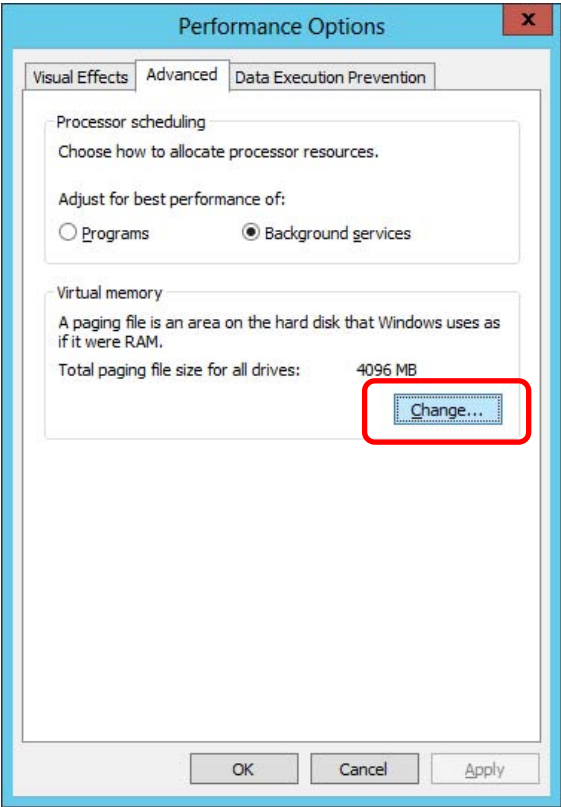 Performance Options
x
Visual Effects Advanced Data Execution Prevention
Processor scheduling
Choose how to allocate processor resources.
Adjust for best performance of:
Programs Background services
Virtual memory
A paging file is an area on the hard disk that Windows uses as
if it were RAM.
Total paging file size for all drives: 4096 MB
Change...
OK Cancel Apply